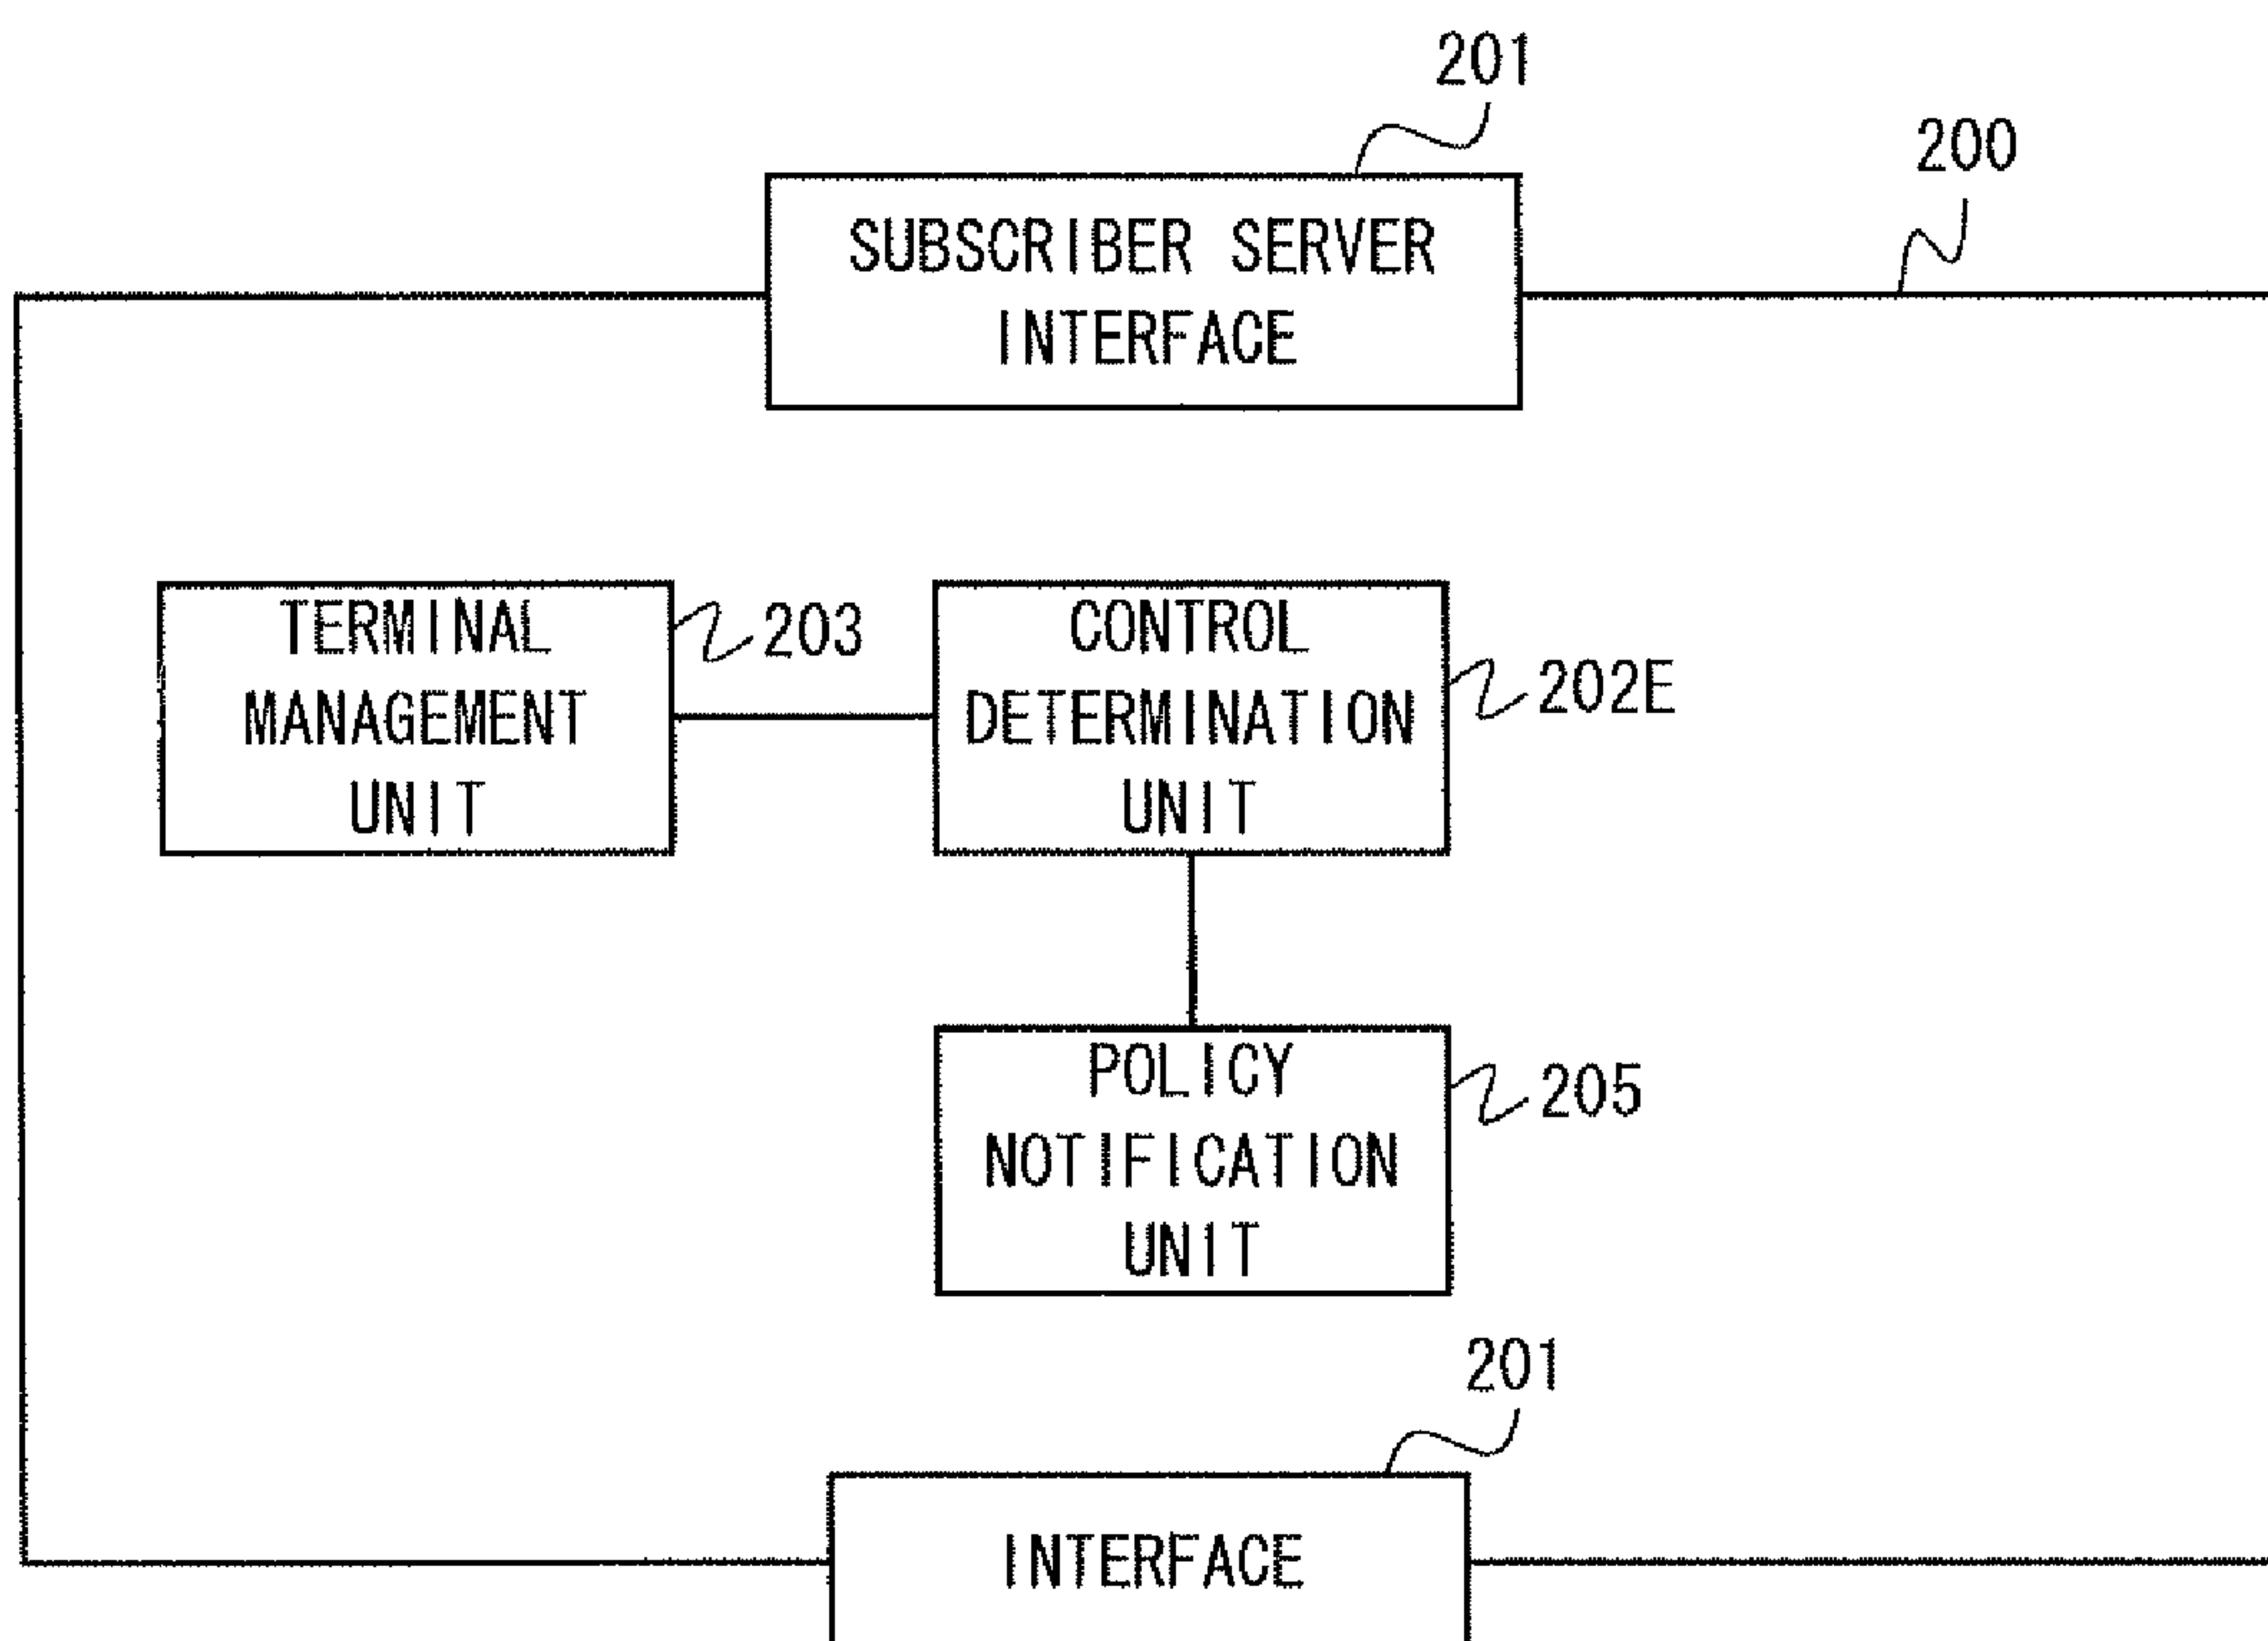 201
200
SUBSCRIBER SERVER
INTERFACE
TERMINAL
MANAGEMENT
UNIT
203
CONTROL
DETERMINATION
UNIT
202E
POLICY
NOTIFICATION
UNIT
205
201
INTERFACE